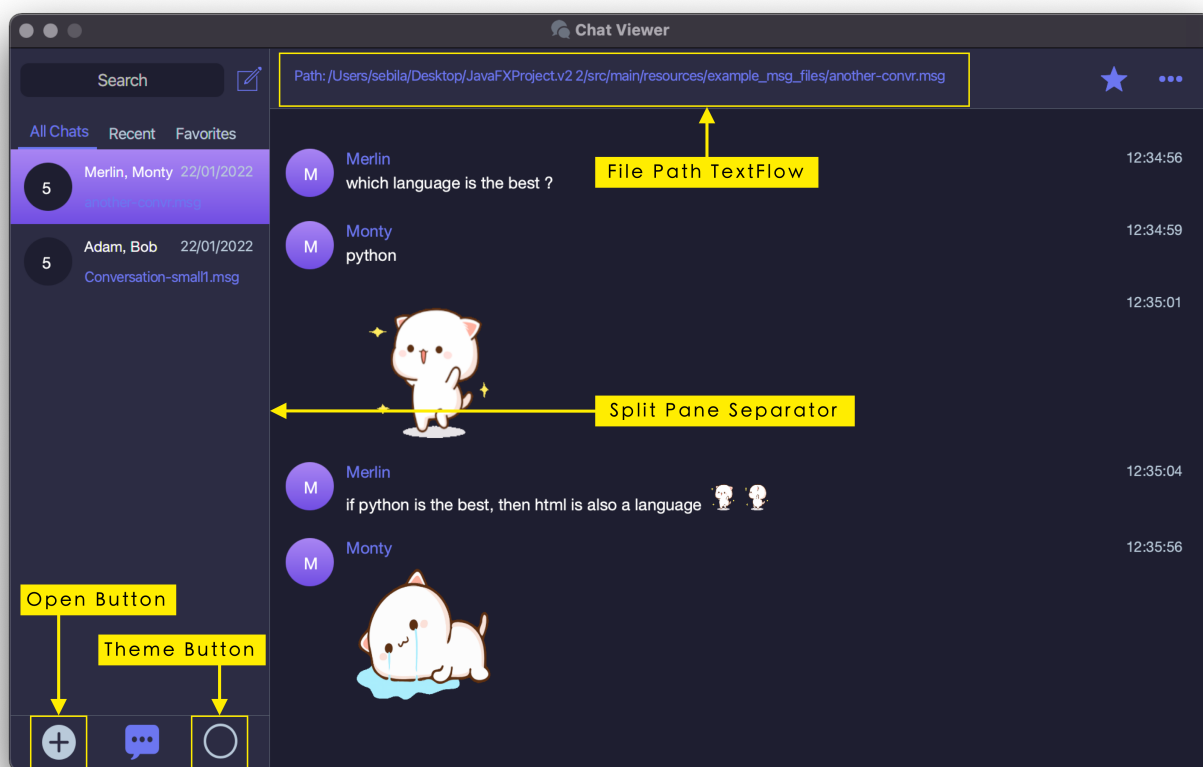 Chat Viewer
Search
Path:/Users/sebila/Desktop/JavaFXProject.v2 2/src/main/resources/example_msg_files/another-convr.msg
All Chats Recent Favorites
5
Merlin, Monty 22/01/2022
another-convr.msg
5
Adam, Bob 22/01/2022
Conversation-small1.msg
File Path TextFlow
M
Merlin 12:34:56
which language is the best ?
M
Monty 12:34:59
python
12:35:01
Split Pane Separator
M
Merlin 12:35:04
if python is the best, then html is also a language
M
Monty 12:35:56
Open Button
Theme Button